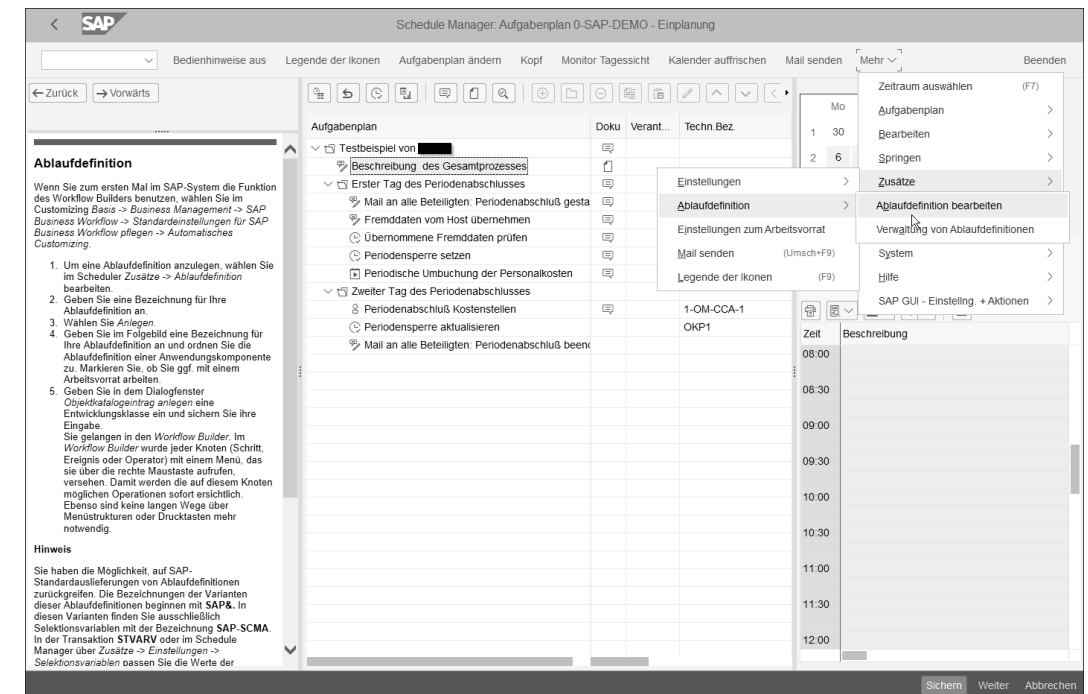 SAP
Schedule Manager: Aufgabenplan 0-SAP-DEMO - Einplanung
Bedienhinweise aus Legende der Ikonen Aufgabenplan ändern Kopf Monitor Tagessicht Kalender auffrischen Mail senden Mehr Beenden
Zurück Vorwärts
Ablaufdefinition
Wenn Sie zum ersten Mal im SAP-System die Funktion
des Workflow Builders benutzen, wählen Sie im
Customizing Basis -> Business Management -> SAP
Business Workflow -> Standardeinstellungen für SAP
Business Workflow pflegen -> Automatisches
Customizing.
1. Um eine Ablaufdefinition anzulegen, wählen Sie
im Scheduler Zusätze -> Ablaufdefinition
bearbeiten.
2. Geben Sie eine Bezeichnung für Ihre
Ablaufdefinition an.
3. Wählen Sie Anlegen.
4. Geben Sie im Folgebild eine Bezeichnung für
Ihre Ablaufdefinition an und ordnen Sie die
Ablaufdefinition einer Anwendungskomponente
zu. Markieren Sie, ob Sie ggf. mit einem
Arbeitsvorrat arbeiten.
5. Geben Sie in dem Dialogfenster
Objektkatalogeintrag anlegen eine
Entwicklungsklasse ein und sichern Sie ihre
Eingabe.
Sie gelangen in den Workflow Builder. Im
Workflow Builder wurde jeder Knoten (Schritt,
Ereignis oder Operator) mit einem Menü, das
sie über die rechte Maustaste aufrufen,
versehen. Damit werden die auf diesem Knoten
möglichen Operationen sofort ersichtlich.
Ebenso sind keine langen Wege über
Menüstrukturen oder Drucktasten mehr
notwendig.
Hinweis
Sie haben die Möglichkeit, auf SAP-
Standardauslieferungen von Ablaufdefinitionen
zurückgreifen. Die Bezeichnungen der Varianten
dieser Ablaufdefinitionen beginnen mit SAP&. In
diesen Varianten finden Sie ausschließlich
Selektionsvariablen mit der Bezeichnung SAP-SCMA.
In der Transaktion STVARV oder im Schedule
Manager über Zusätze -> Einstellungen ->
Selektionsvariablen passen Sie die Werte der
Aufgabenplan Doku Verant... Techn.Bez.
Testbeispiel von
Beschreibung des Gesamtprozesses
Erster Tag des Periodenabschlusses
Mail an alle Beteiligten: Periodenabschluß gesta
Fremddaten vom Host übernehmen
Übernommene Fremddaten prüfen
Periodensperre setzen
Periodische Umbuchung der Personalkosten
Zweiter Tag des Periodenabschlusses
Periodenabschluß Kostenstellen 1-OM-CCA-1
Periodensperre aktualisieren OKP1
Mail an alle Beteiligten: Periodenabschluß been
Einstellungen
Ablaufdefinition
Einstellungen zum Arbeitsvorrat
Mail senden (Umsch+F9)
Legende der Ikonen (F9)
Mo
1 30
2 6
Zeitraum auswählen (F7)
Aufgabenplan
Bearbeiten
Springen
Zusätze
Ablaufdefinition bearbeiten
Verwaltung von Ablaufdefinitionen
System
Hilfe
SAP GUI - Einstellng. + Aktionen
Zeit Beschreibung
08:00
08:30
09:00
09:30
10:00
10:30
11:00
11:30
12:00
Sichern Weiter Abbrechen